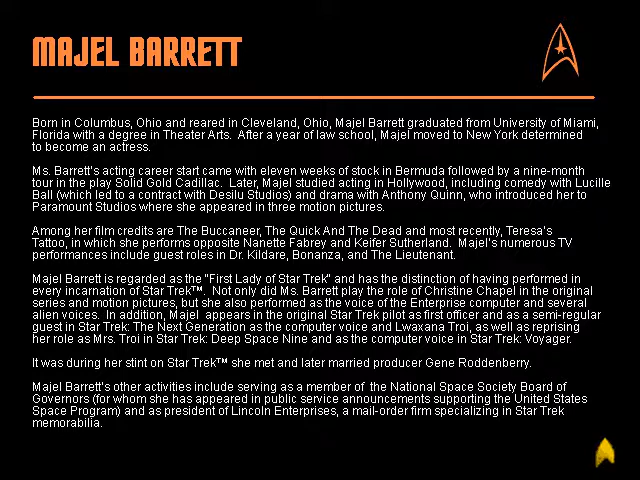 MAJEL BARRETT
Born in Columbus, Ohio and reared in Cleveland, Ohio, Majel Barrett graduated from University of Miami,
Florida with a degree in Theater Arts.  After a year of law school, Majel moved to New York determined
to become an actress.
Ms. Barrett's acting career start came with eleven weeks of stock in Bermuda followed by a nine-month
tour in the play Solid Gold Cadillac.  Later, Majel studied acting in Hollywood, including comedy with Lucille
Ball (which led to a contract with Desilu Studios) and drama with Anthony Quinn, who introduced her to
Paramount Studios where she appeared in three motion pictures.
Among her film credits are The Buccaneer, The Quick And The Dead and most recently, Teresa's
Tattoo, in which she performs opposite Nanette Fabrey and Keifer Sutherland.  Majel's numerous TV
performances include guest roles in Dr. Kildare, Bonanza, and The Lieutenant.
Majel Barrett is regarded as the "First Lady of Star Trek" and has the distinction of having performed in
every incarnation of Star Trek™.  Not only did Ms. Barrett play the role of Christine Chapel in the original
series and motion pictures, but she also performed as the voice of the Enterprise computer and several
alien voices.  In addition, Majel  appears in the original Star Trek pilot as first officer and as a semi-regular
guest in Star Trek: The Next Generation as the computer voice and Lwaxana Troi, as well as reprising
her role as Mrs. Troi in Star Trek: Deep Space Nine and as the computer voice in Star Trek: Voyager.
It was during her stint on Star Trek™ she met and later married producer Gene Roddenberry.
Majel Barrett's other activities include serving as a member of the National Space Society Board of
Governors (for whom she has appeared in public service announcements supporting the United States
Space Program) and as president of Lincoln Enterprises, a mail-order firm specializing in Star Trek
memorabilia.